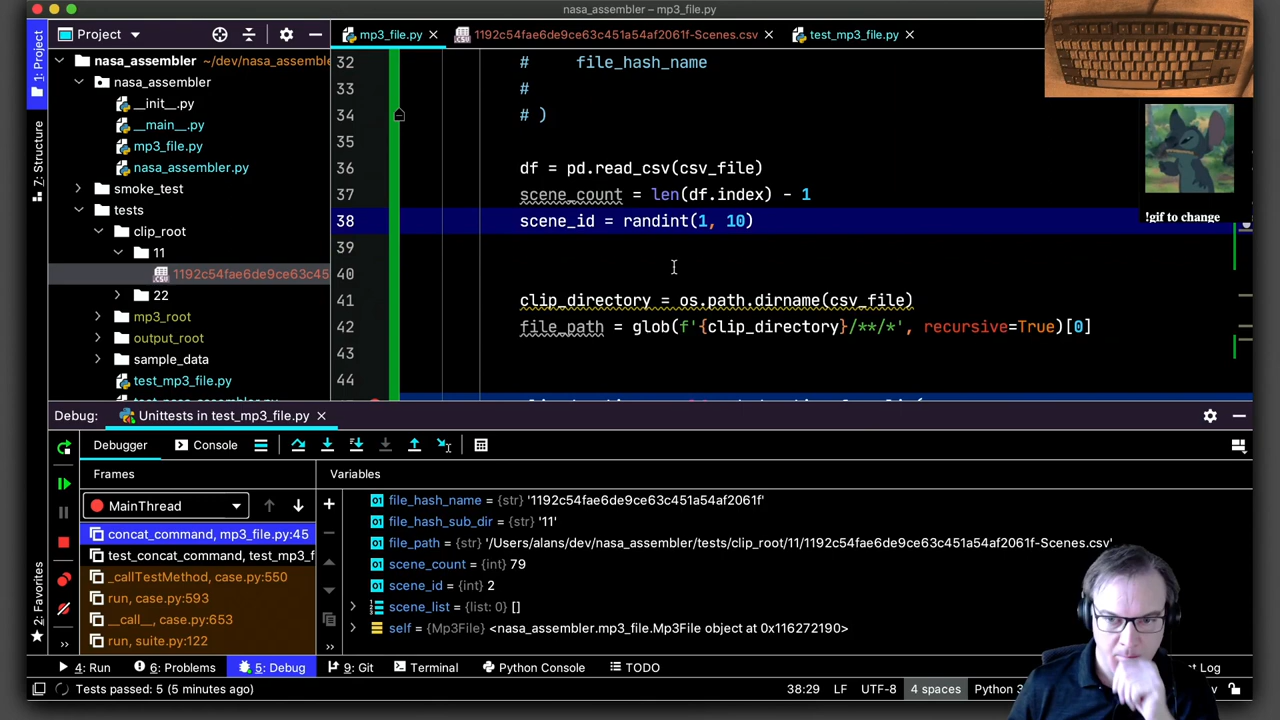 nasa_assembler – mp3_file.py
Project
mp3_file.py
1192c54fae6de9ce63c451a54af2061f-Scenes.csv
test_mp3_file.py
1: Project
7: Structure
2: Favorites
nasa_assembler ~/dev/nasa_assemble
nasa_assembler
__init__.py
__main__.py
mp3_file.py
nasa_assembler.py
smoke_test
tests
clip_root
11
1192c54fae6de9ce63c45
22
mp3_root
output_root
sample_data
test_mp3_file.py
32 # file_hash_name
33 #
34 # )
35
36 df = pd.read_csv(csv_file)
37 scene_count = len(df.index) - 1
38 scene_id = randint(1, 10)
39
40
41 clip_directory = os.path.dirname(csv_file)
42 file_path = glob(f'{clip_directory}/**/*', recursive=True)[0]
43
44
!gif to change
Debug: Unittests in test_mp3_file.py
Debugger Console
Frames
Variables
MainThread
concat_command, mp3_file.py:45
test_concat_command, test_mp3_f
_callTestMethod, case.py:550
run, case.py:593
__call__, case.py:653
run, suite.py:122
file_hash_name = {str} '1192c54fae6de9ce63c451a54af2061f'
file_hash_sub_dir = {str} '11'
file_path = {str} '/Users/alans/dev/nasa_assembler/tests/clip_root/11/1192c54fae6de9ce63c451a54af2061f-Scenes.csv'
scene_count = {int} 79
scene_id = {int} 2
scene_list = {list: 0} []
self = {Mp3File} <nasa_assembler.mp3_file.Mp3File object at 0x116272190>
4: Run 6: Problems 5: Debug 9: Git Terminal Python Console TODO
Log
Tests passed: 5 (5 minutes ago)
38:29 LF UTF-8 4 spaces Python 3